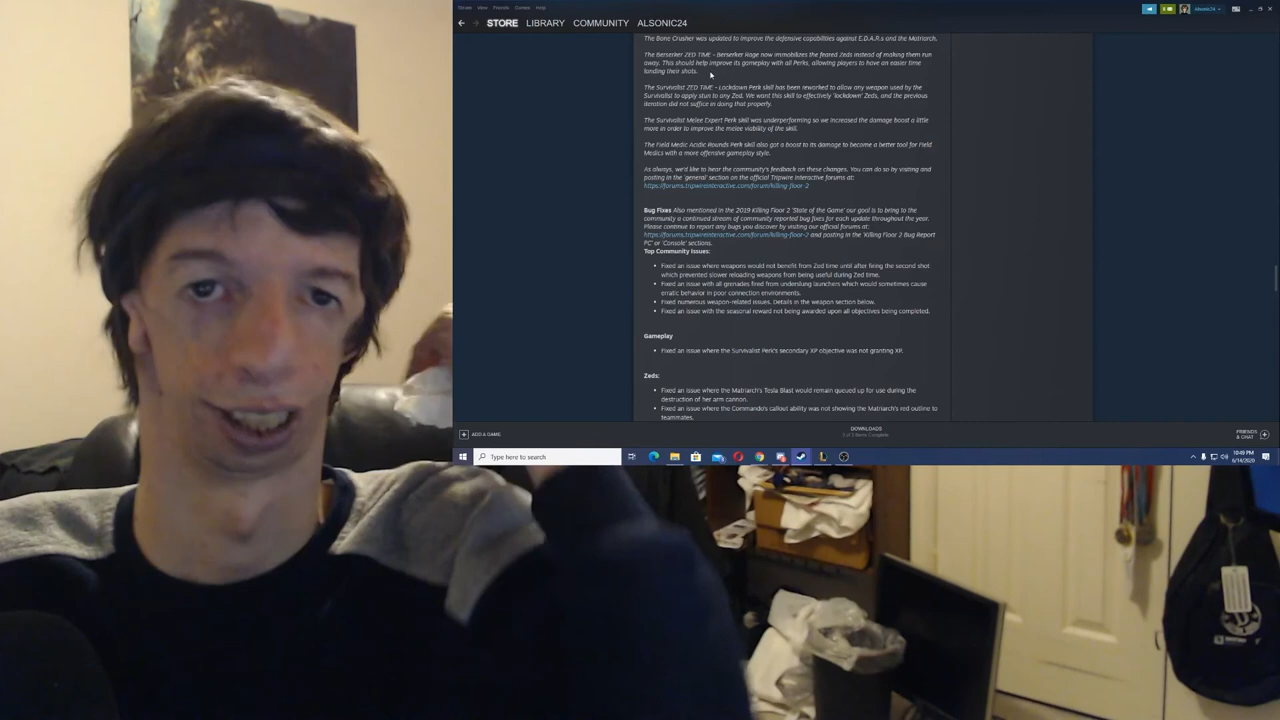 Steam View Friends Games Help
Alsonic24
STORE LIBRARY COMMUNITY ALSONIC24
The Bone Crusher was updated to improve the defensive capabilities against E.D.A.R.s and the Matriarch.
The Berserker ZED TIME - Berserker Rage now immobilizes the feared Zeds instead of making them run
away. This should help improve its gameplay with all Perks, allowing players to have an easier time
landing their shots.
The Survivalist ZED TIME - Lockdown Perk skill has been reworked to allow any weapon used by the
Survivalist to apply stun to any Zed. We want this skill to effectively 'lockdown' Zeds, and the previous
iteration did not suffice in doing that properly.
The Survivalist Melee Expert Perk skill was underperforming so we increased the damage boost a little
more in order to improve the melee viability of the skill.
The Field Medic Acidic Rounds Perk skill also got a boost to its damage to become a better tool for Field
Medics with a more offensive gameplay style.
As always, we'd like to hear the community's feedback on these changes. You can do so by visiting and
posting in the 'general' section on the official Tripwire Interactive forums at:
https://forums.tripwireinteractive.com/forum/killing-floor-2
Bug Fixes Also mentioned in the 2019 Killing Floor 2 'State of the Game' our goal is to bring to the
community a continued stream of community reported bug fixes for each update throughout the year.
Please continue to report any bugs you discover by visiting our official forums at:
https://forums.tripwireinteractive.com/forum/killing-floor-2 and posting in the 'Killing Floor 2 Bug Report
PC' or 'Console' sections.
Top Community Issues:
• Fixed an issue where weapons would not benefit from Zed time until after firing the second shot
which prevented slower reloading weapons from being useful during Zed time.
• Fixed an issue with all grenades fired from underslung launchers which would sometimes cause
erratic behavior in poor connection environments.
• Fixed numerous weapon-related issues. Details in the weapon section below.
• Fixed an issue with the seasonal reward not being awarded upon all objectives being completed.
Gameplay
• Fixed an issue where the Survivalist Perk's secondary XP objective was not granting XP.
Zeds:
• Fixed an issue where the Matriarch's Tesla Blast would remain queued up for use during the
destruction of her arm cannon.
• Fixed an issue where the Commando's callout ability was not showing the Matriarch's red outline to
teammates.
ADD A GAME
DOWNLOADS
Items Complete
FRIENDS
& CHAT
Type here to search
10:49 PM
6/14/2020